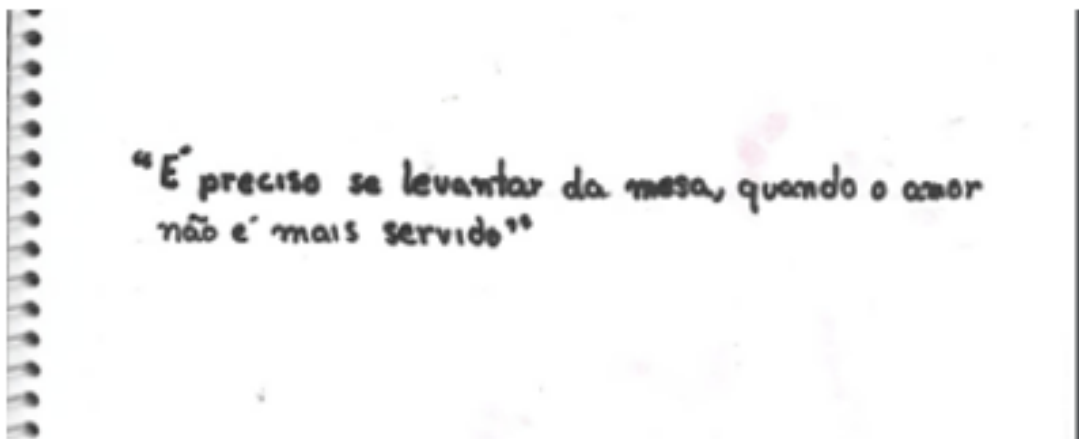 "É preciso se levantar da mesa, quando o amor
não é mais servido"